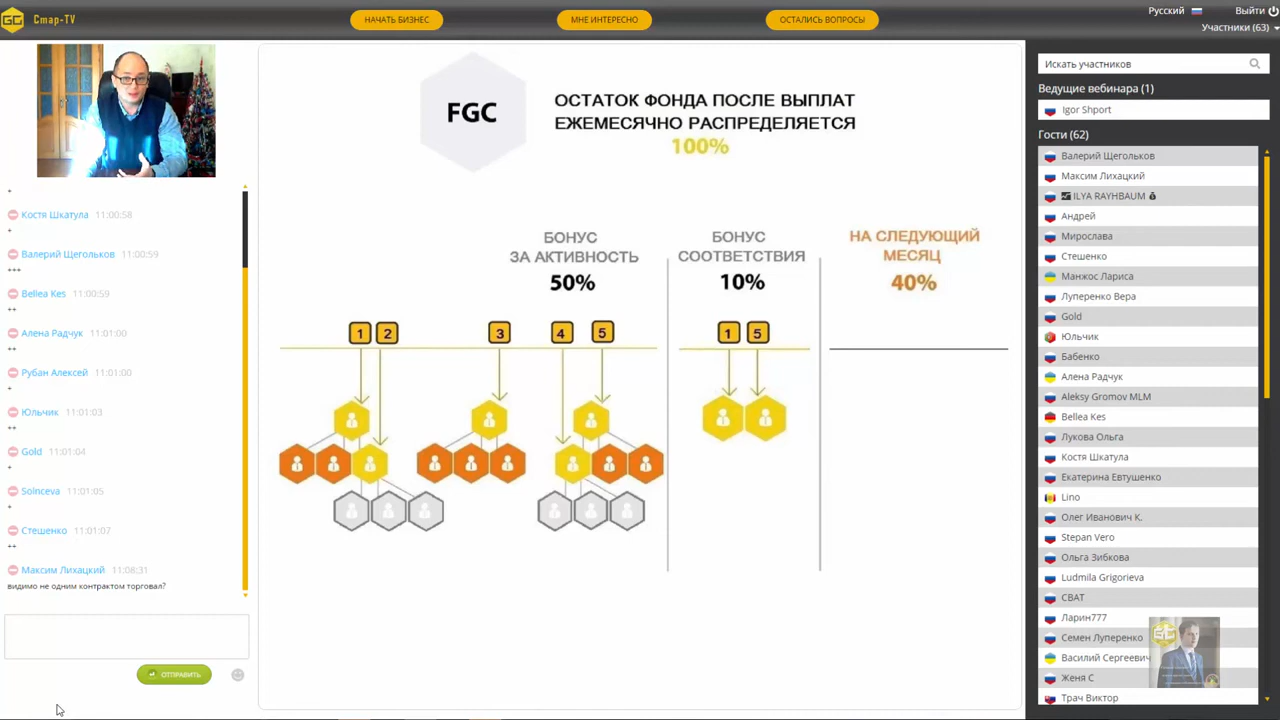 GC Стар-TV
НАЧАТЬ БИЗНЕС
МНЕ ИНТЕРЕСНО
ОСТАЛИСЬ ВОПРОСЫ
Русский
Выйти
Участники (63)
+
Костя Шкатула 11:00:58
+
Валерий Щегольков 11:00:59
+++
Bellea Kes 11:00:59
++
Алена Радчук 11:01:00
++
Рубан Алексей 11:01:00
+
Юльчик 11:01:03
++
Gold 11:01:04
+
Solnceva 11:01:05
+
Стешенко 11:01:07
++
Максим Лихацкий 11:08:31
видимо не одним контрактом торговал?
ОТПРАВИТЬ
FGC
ОСТАТОК ФОНДА ПОСЛЕ ВЫПЛАТ
ЕЖЕМЕСЯЧНО РАСПРЕДЕЛЯЕТСЯ
100%
БОНУС
ЗА АКТИВНОСТЬ
50%
БОНУС
СООТВЕТСТВИЯ
10%
НА СЛЕДУЮЩИЙ
МЕСЯЦ
40%
1 2 3 4 5
1 5
Искать участников
Ведущие вебинара (1)
Igor Shport
Гости (62)
Валерий Щегольков
Максим Лихацкий
ILYA RAYHBAUM
Андрей
Мирослава
Стешенко
Манжос Лариса
Луперенко Вера
Gold
Юльчик
Бабенко
Алена Радчук
Aleksy Gromov MLM
Bellea Kes
Лукова Ольга
Костя Шкатула
Екатерина Евтушенко
Lino
Олег Иванович К.
Stepan Vero
Ольга Зибкова
Ludmila Grigorieva
СВАТ
Ларин777
Семен Луперенко
Василий Сергеевич
Женя С
Трач Виктор
GC